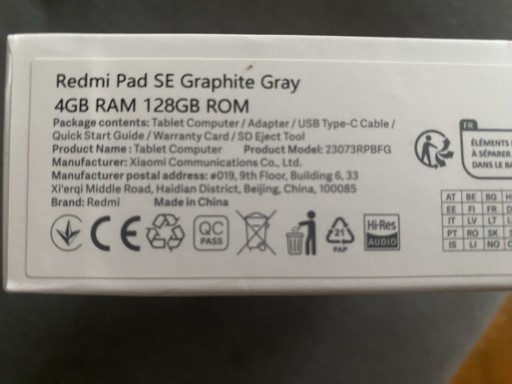 Redmi Pad SE Graphite Gray
4GB RAM 128GB ROM
Package contents: Tablet Computer / Adapter / USB Type-C Cable /
Quick Start Guide / Warranty Card / SD Eject Tool
Product Name : Tablet Computer Product Model: 23073RPBFG
Manufacturer: Xiaomi Communications Co., Ltd.
Manufacturer postal address: #019, 9th Floor, Building 6, 33
Xi'erqi Middle Road, Haidian District, Beijing, China, 100085
Brand: Redmi Made in China
CE
QC
PASS
21
PAP
Hi-Res
AUDIO
FR
ÉLÉMENTS
À SÉPARER
DANS LE
AT BE BG
EE FI FR
IT LV LT
PT RO SK
IS LI NO